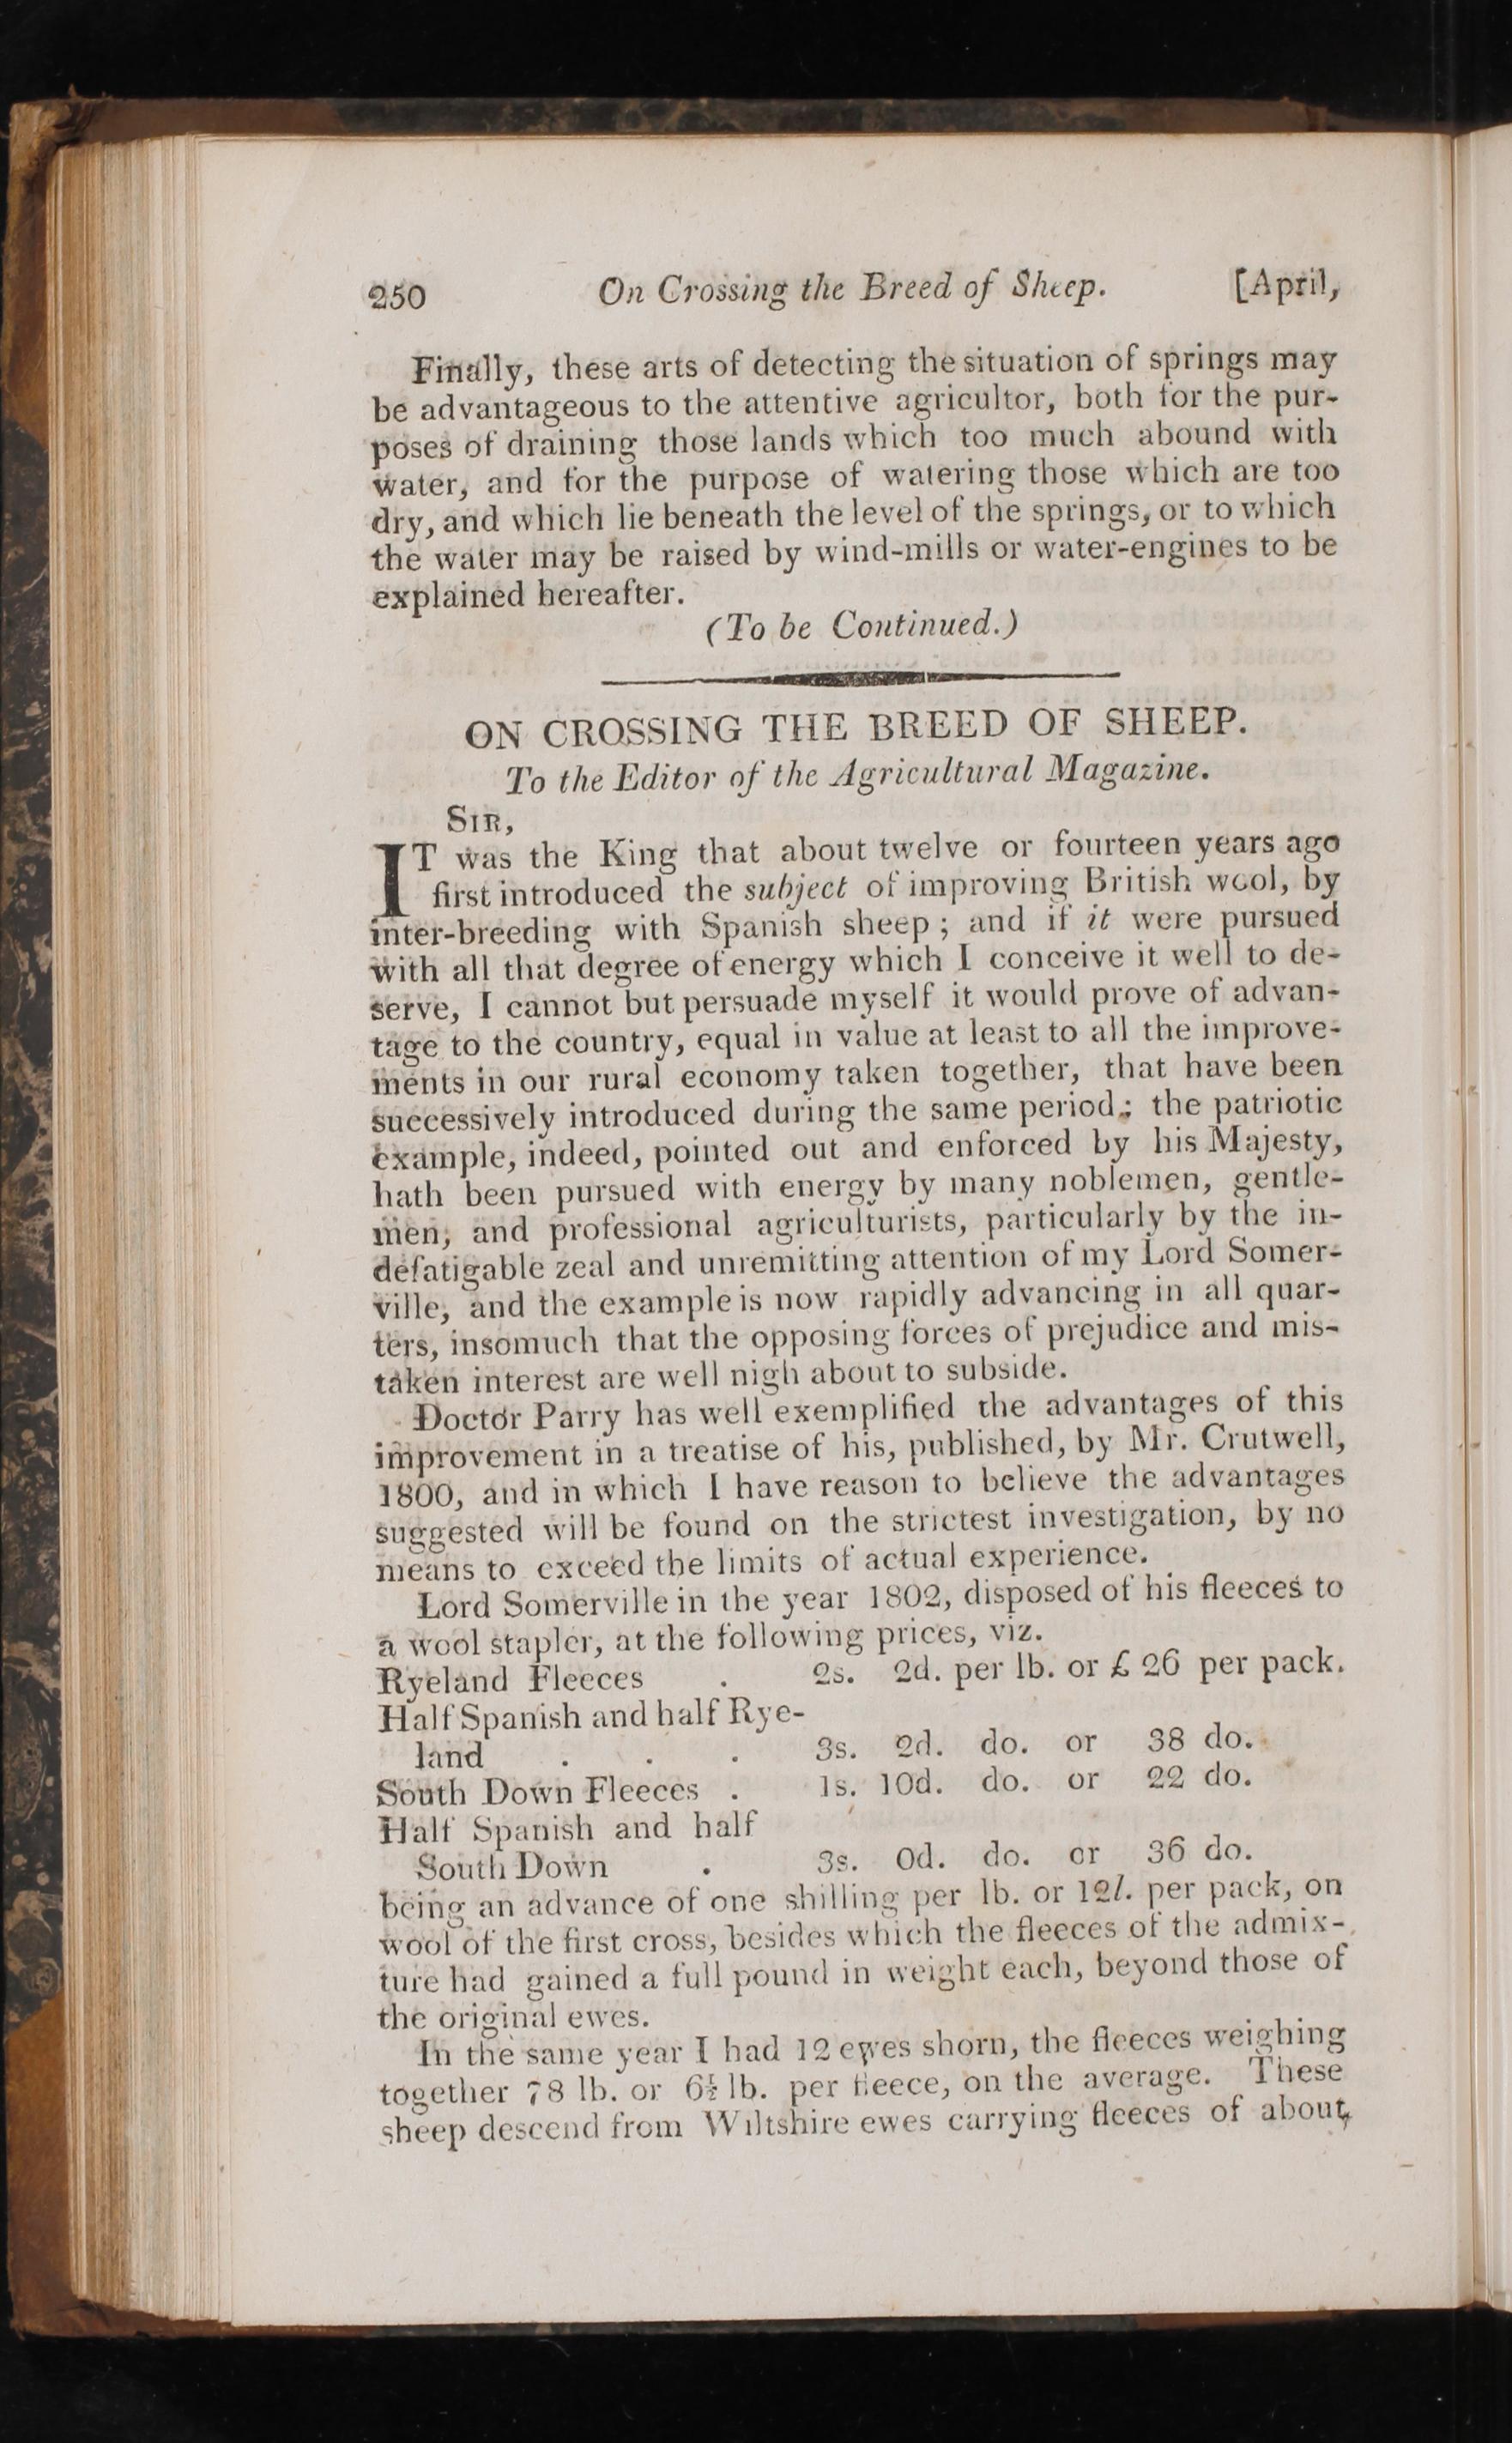 250 On Crossing the Breed of Sheep. [April,
Finally, these arts of detecting the situation of springs may
be advantageous to the attentive agricultor, both for the pur-
poses of draining those lands which too much abound with
water, and for the purpose of watering those which are too
dry, and which lie beneath the level of the springs, or to which
the water may be raised by wind-mills or water-engines to be
explained hereafter.
(To be Continued.)
ON CROSSING THE BREED OF SHEEP.
To the Editor of the Agricultural Magazine.
SIR,
IT was the King that about twelve or fourteen years ago
first introduced the subject of improving British wool, by
inter-breeding with Spanish sheep; and if it were pursued
with all that degree of energy which I conceive it well to de-
serve, I cannot but persuade myself it would prove of advan-
tage to the country, equal in value at least to all the improve-
ments in our rural economy taken together, that have been
successively introduced during the same period; the patriotic
example, indeed, pointed out and enforced by his Majesty,
hath been pursued with energy by many noblemen, gentle-
men, and professional agriculturists, particularly by the in-
defatigable zeal and unremitting attention of my Lord Somer-
ville, and the example is now rapidly advancing in all quar-
ters, insomuch that the opposing forces of prejudice and mis-
taken interest are well nigh about to subside.
Doctor Parry has well exemplified the advantages of this
improvement in a treatise of his, published, by Mr. Crutwell,
1800, and in which I have reason to believe the advantages
suggested will be found on the strictest investigation, by no
means to exceed the limits of actual experience.
Lord Somerville in the year 1802, disposed of his fleeces to
a wool stapler, at the following prices, viz.
Ryeland Fleeces . 2s. 2d. per lb. or £ 26 per pack.
Half Spanish and half Rye-
land . . . 3s. 2d. do. or 38 do.
South Down Fleeces . 1s. 10d. do. or 22 do.
Half Spanish and half
South Down . 3s. 0d. do. or 36 do.
being an advance of one shilling per lb. or 12l. per pack, on
wool of the first cross, besides which the fleeces of the admix-
ture had gained a full pound in weight each, beyond those of
the original ewes.
In the same year I had 12 ewes shorn, the fleeces weighing
together 78 lb. or 6½ lb. per fleece, on the average. These
sheep descend from Wiltshire ewes carrying fleeces of about